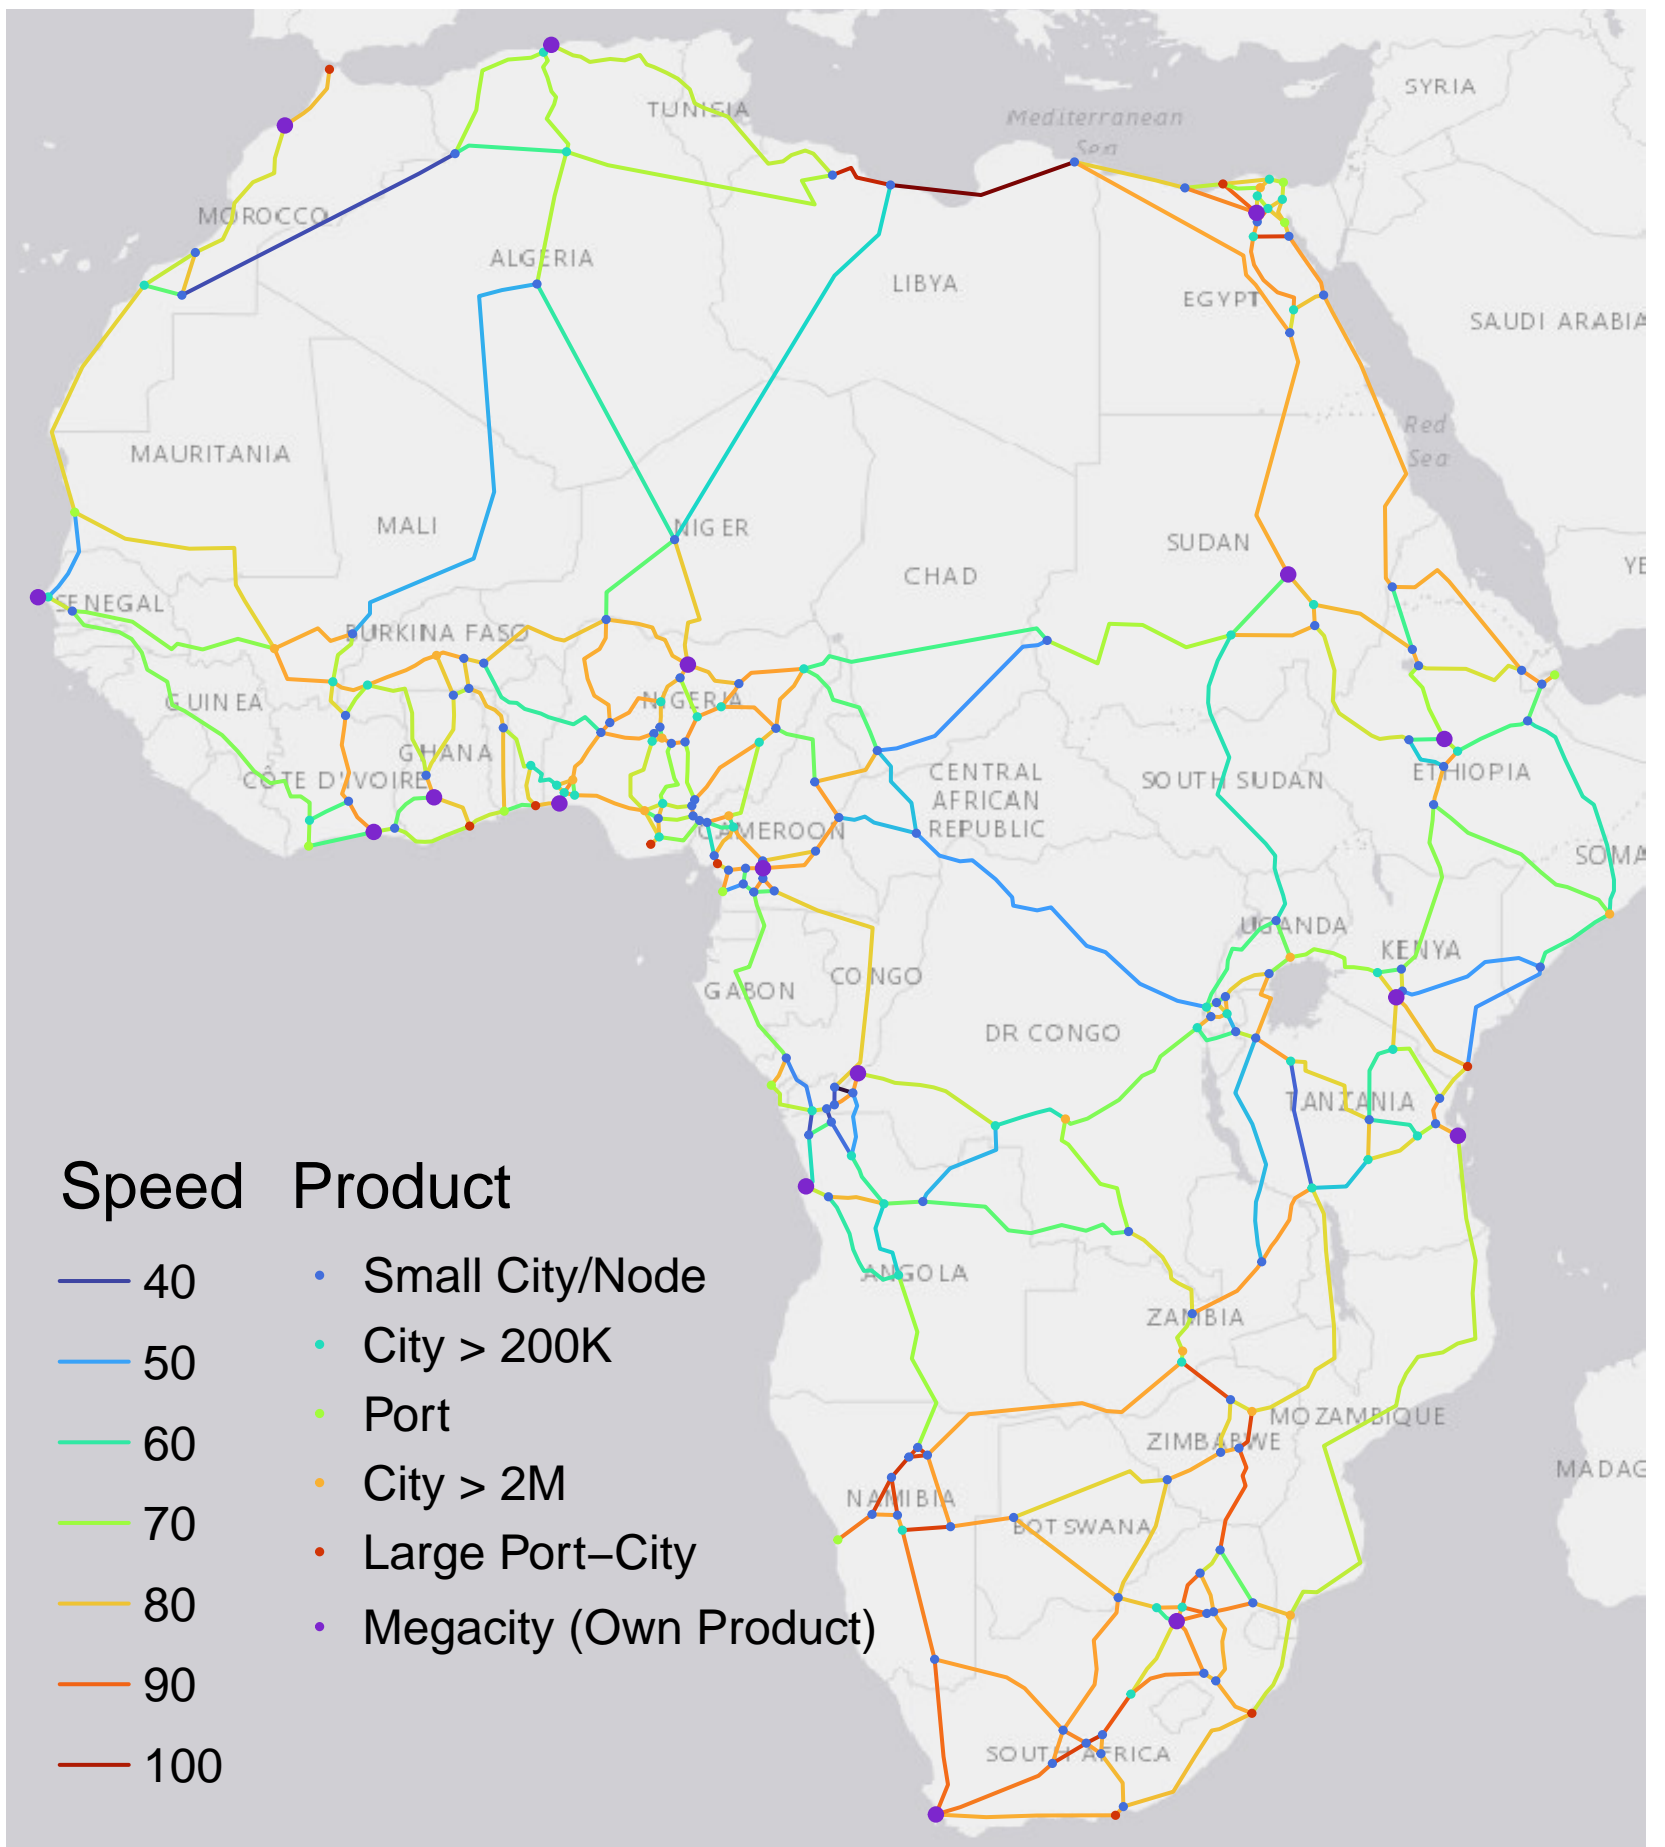 SYRIA
TUNISIA
Mediterranean
Sea
MOROCCO
ALGERIA
LIBYA
EGYPT
SAUDI ARABIA
Red
Sea
MAURITANIA
MALI
NIGER
SUDAN
CHAD
YE
SENEGAL
BURKINA FASO
GUINEA
NIGERIA
GHANA
CÔTE D'IVOIRE
CENTRAL
AFRICAN
REPUBLIC
SOUTH SUDAN
ETHIOPIA
CAMEROON
SOMA
UGANDA
KENYA
CONGO
GABON
DR CONGO
TANZANIA
ANGOLA
ZAMBIA
MOZAMBIQUE
ZIMBABWE
MADAG
NAMIBIA
BOTSWANA
SOUTH AFRICA
Speed Product
40 Small City/Node
50 City > 200K
60 Port
70 City > 2M
80 Large Port–City
90 Megacity (Own Product)
100